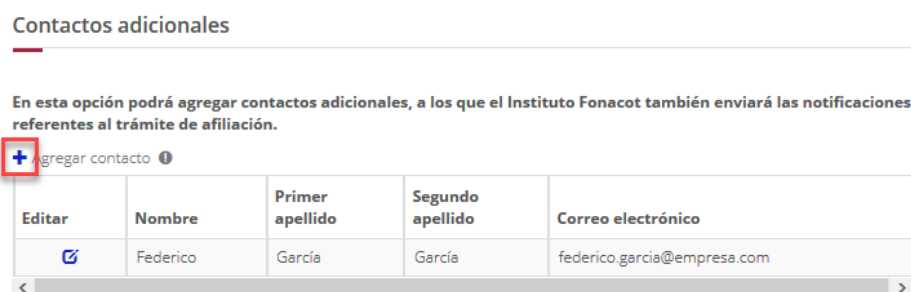 Contactos adicionales
En esta opción podrá agregar contactos adicionales, a los que el Instituto Fonacot también enviará las notificaciones
referentes al trámite de afiliación.
Agregar contacto
Editar Nombre Primer apellido Segundo apellido Correo electrónico
Federico García García federico.garcia@empresa.com